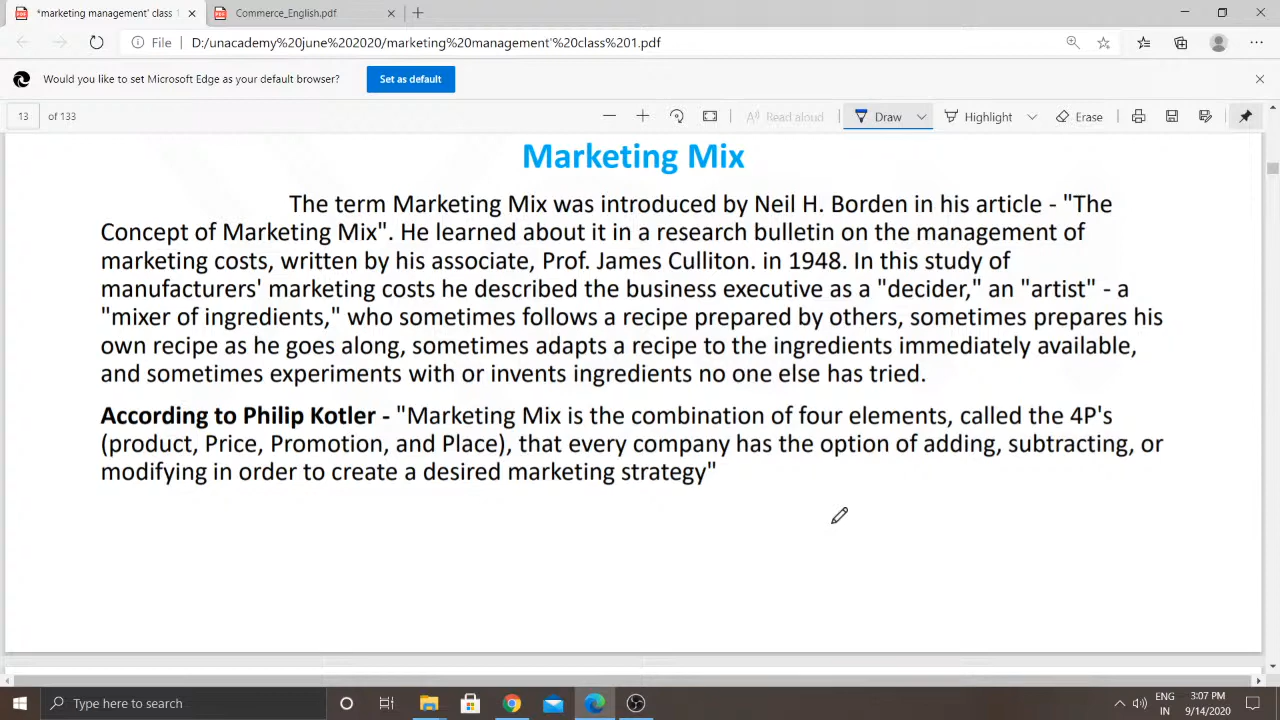 *marketing management' class 1
Commerce_English.pdf
File
D:/unacademy%20june%202020/marketing%20management'%20class%201.pdf
Would you like to set Microsoft Edge as your default browser?
Set as default
13 of 133
Read aloud
Draw
Highlight
Erase
Marketing Mix
The term Marketing Mix was introduced by Neil H. Borden in his article - "The
Concept of Marketing Mix". He learned about it in a research bulletin on the management of
marketing costs, written by his associate, Prof. James Culliton. in 1948. In this study of
manufacturers' marketing costs he described the business executive as a "decider," an "artist" - a
"mixer of ingredients," who sometimes follows a recipe prepared by others, sometimes prepares his
own recipe as he goes along, sometimes adapts a recipe to the ingredients immediately available,
and sometimes experiments with or invents ingredients no one else has tried.
According to Philip Kotler - "Marketing Mix is the combination of four elements, called the 4P's
(product, Price, Promotion, and Place), that every company has the option of adding, subtracting, or
modifying in order to create a desired marketing strategy"
Type here to search
ENG
IN
3:07 PM
9/14/2020